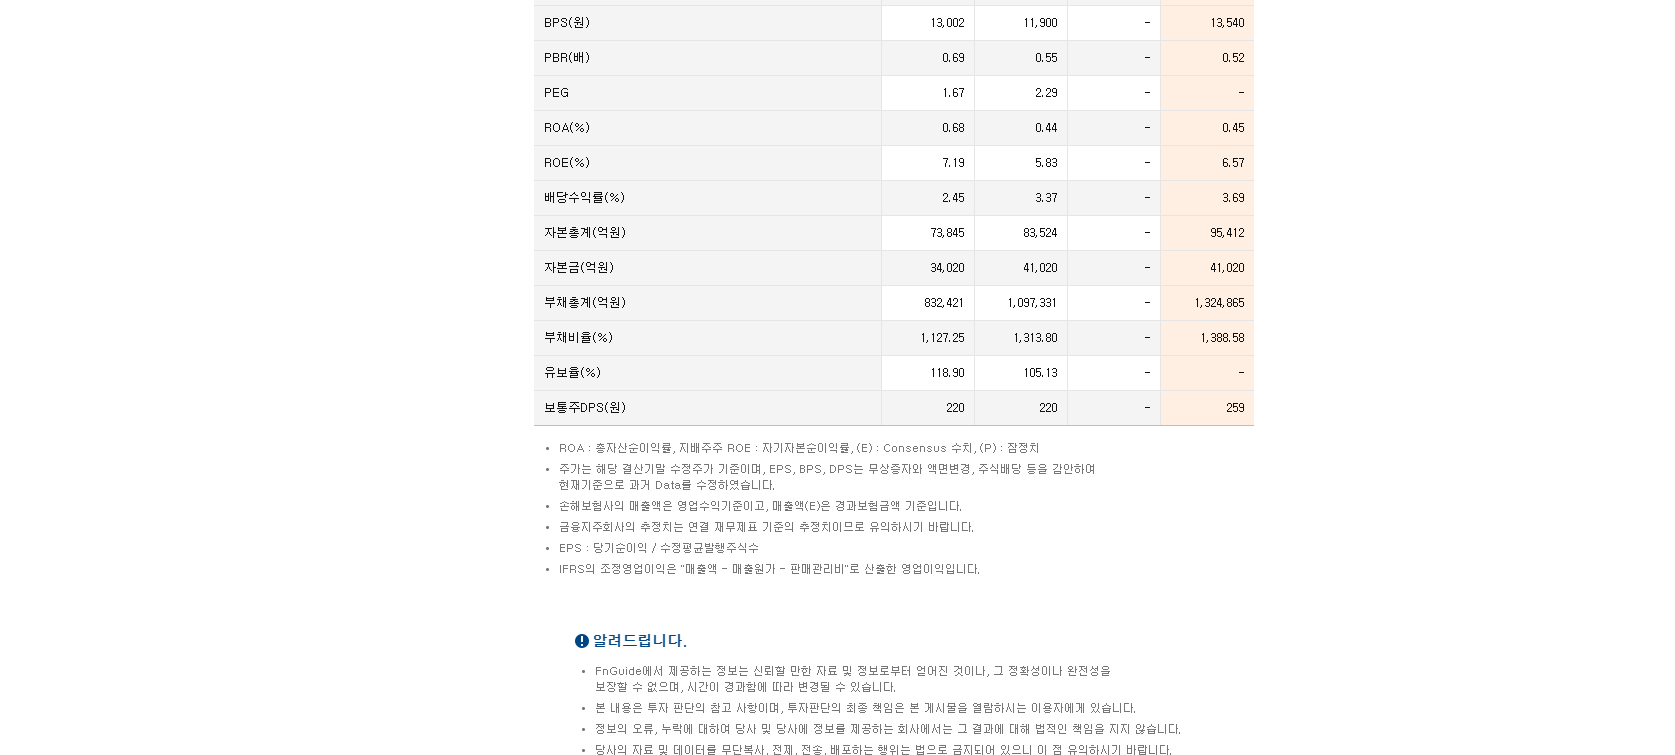 BPS(원) 13,002 11,900 - 13,540
PBR(배) 0.69 0.55 - 0.52
PEG 1.67 2.29 - -
ROA(%) 0.68 0.44 - 0.45
ROE(%) 7.19 5.83 - 6.57
배당수익률(%) 2.45 3.37 - 3.69
자본총계(억원) 73,845 83,524 - 95,412
자본금(억원) 34,020 41,020 - 41,020
부채총계(억원) 832,421 1,097,331 - 1,324,865
부채비율(%) 1,127.25 1,313.80 - 1,388.58
유보율(%) 118.90 105.13 - -
보통주DPS(원) 220 220 - 259
• ROA : 총자산순이익률, 지배주주 ROE : 자기자본순이익률, (E) : Consensus 수치, (P) : 잠정치
• 주가는 해당 결산기말 수정주가 기준이며, EPS, BPS, DPS는 무상증자와 액면변경, 주식배당 등을 감안하여
현재기준으로 과거 Data를 수정하였습니다.
• 손해보험사의 매출액은 영업수익기준이고, 매출액(E)은 경과보험금액 기준입니다.
• 금융지주회사의 추정치는 연결 재무제표 기준의 추정치이므로 유의하시기 바랍니다.
• EPS : 당기순이익 / 수정평균발행주식수
• IFRS의 조정영업이익은 "매출액 - 매출원가 - 판매관리비"로 산출한 영업이익입니다.
알려드립니다.
• FnGuide에서 제공하는 정보는 신뢰할 만한 자료 및 정보로부터 얻어진 것이나, 그 정확성이나 완전성을
보장할 수 없으며, 시간이 경과함에 따라 변경될 수 있습니다.
• 본 내용은 투자 판단의 참고 사항이며, 투자판단의 최종 책임은 본 게시물을 열람하시는 이용자에게 있습니다.
• 정보의 오류, 누락에 대하여 당사 및 당사에 정보를 제공하는 회사에서는 그 결과에 대해 법적인 책임을 지지 않습니다.
• 당사의 자료 및 데이터를 무단복사, 전제, 전송, 배포하는 행위는 법으로 금지되어 있으니 이 점 유의하시기 바랍니다.